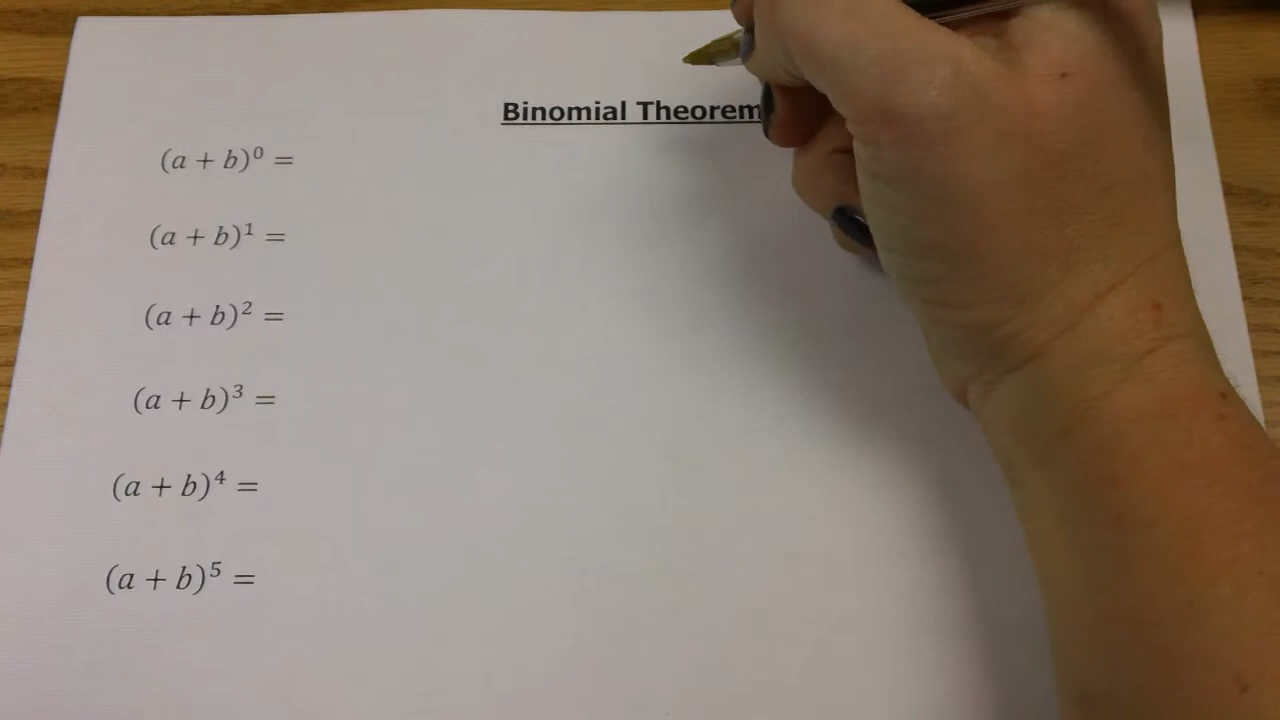 Binomial Theorem
(a + b)⁰ =
(a + b)¹ =
(a + b)² =
(a + b)³ =
(a + b)⁴ =
(a + b)⁵ =